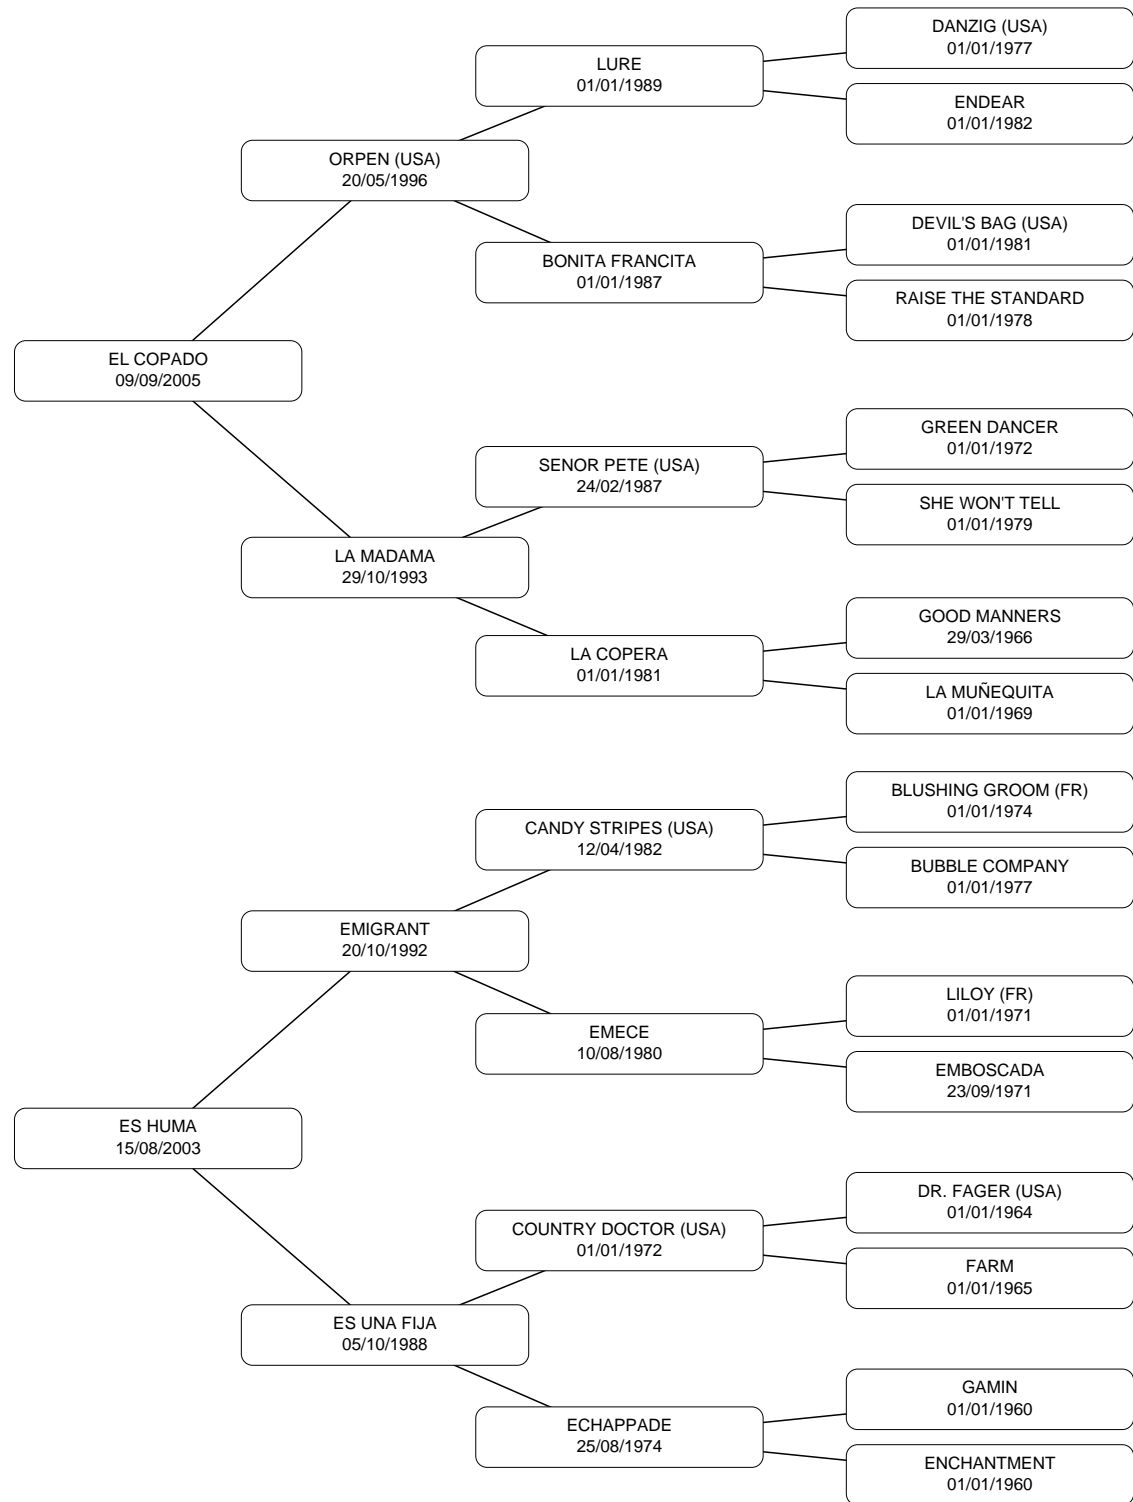 DANZIG (USA)
01/01/1977
LURE
01/01/1989
ENDEAR
01/01/1982
ORPEN (USA)
20/05/1996
DEVIL'S BAG (USA)
01/01/1981
BONITA FRANCITA
01/01/1987
RAISE THE STANDARD
01/01/1978
EL COPADO
09/09/2005
GREEN DANCER
01/01/1972
SENOR PETE (USA)
24/02/1987
SHE WON'T TELL
01/01/1979
LA MADAMA
29/10/1993
GOOD MANNERS
29/03/1966
LA COPERA
01/01/1981
LA MUÑEQUITA
01/01/1969
BLUSHING GROOM (FR)
01/01/1974
CANDY STRIPES (USA)
12/04/1982
BUBBLE COMPANY
01/01/1977
EMIGRANT
20/10/1992
LILOY (FR)
01/01/1971
EMECE
10/08/1980
EMBOSCADA
23/09/1971
ES HUMA
15/08/2003
DR. FAGER (USA)
01/01/1964
COUNTRY DOCTOR (USA)
01/01/1972
FARM
01/01/1965
ES UNA FIJA
05/10/1988
GAMIN
01/01/1960
ECHAPPADE
25/08/1974
ENCHANTMENT
01/01/1960